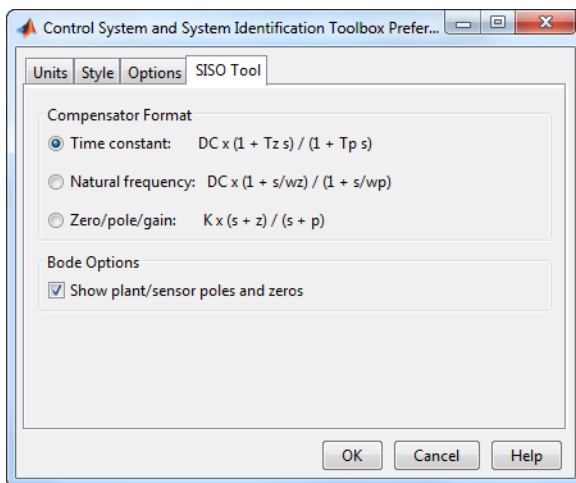 Control System and System Identification Toolbox Prefer...
Units Style Options SISO Tool
Compensator Format
Time constant: DC x (1 + Tz s) / (1 + Tp s)
Natural frequency: DC x (1 + s/wz) / (1 + s/wp)
Zero/pole/gain: K x (s + z) / (s + p)
Bode Options
Show plant/sensor poles and zeros
OK Cancel Help